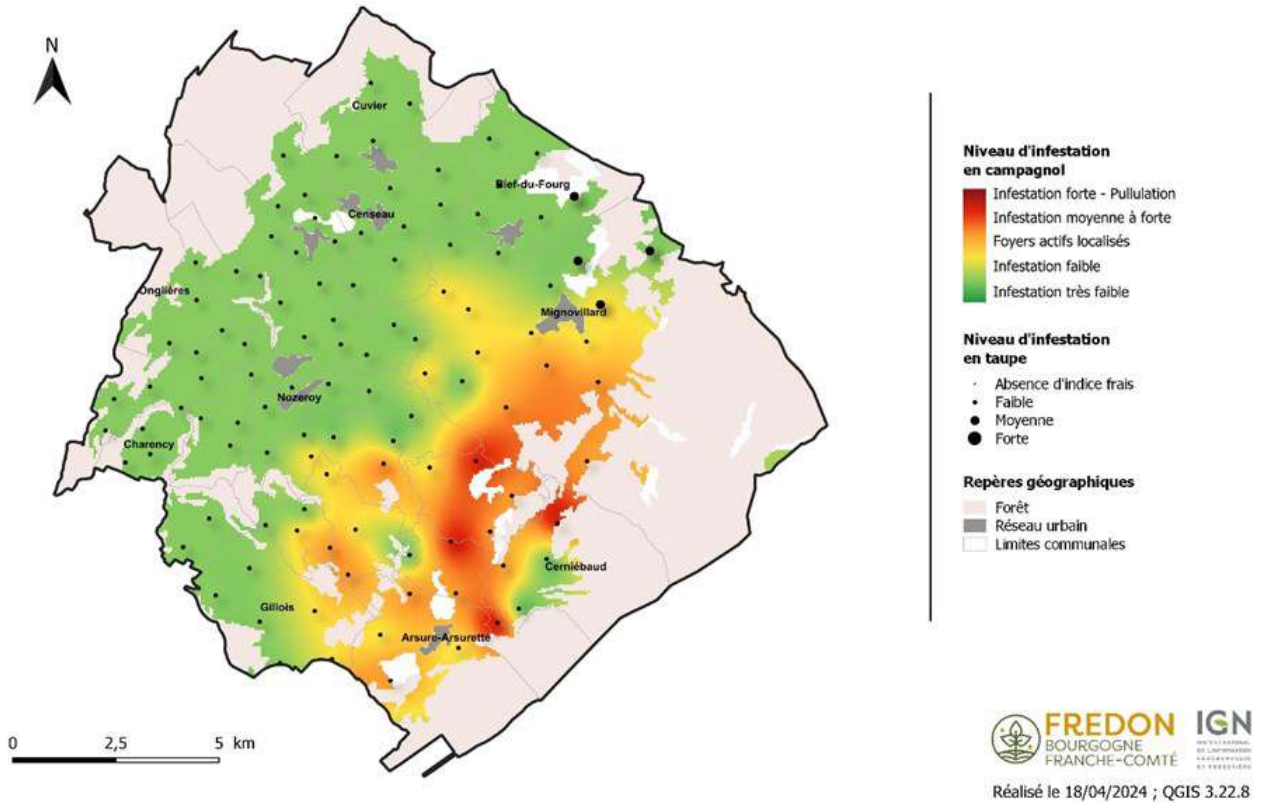 N
Cuvier
Bief-du-Fourg
Censeau
Onglières
Mignovillard
Nozeroy
Charency
Cerniébaud
Gillois
Arsure-Arsurette
0 2,5 5 km
Niveau d'infestation
en campagnol
Infestation forte - Pullulation
Infestation moyenne à forte
Foyers actifs localisés
Infestation faible
Infestation très faible
Niveau d'infestation
en taupe
Absence d'indice frais
Faible
Moyenne
Forte
Repères géographiques
Forêt
Réseau urbain
Limites communales
FREDON
BOURGOGNE
FRANCHE-COMTÉ
IGN
Réalisé le 18/04/2024 ; QGIS 3.22.8